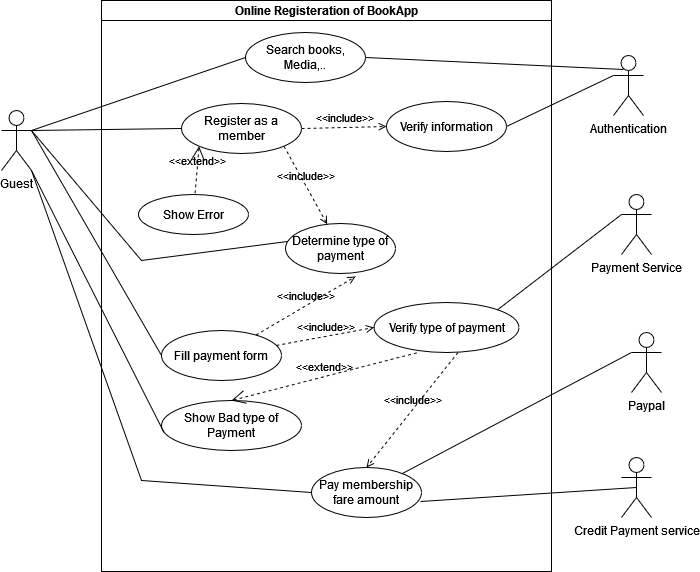 Online Registeration of BookApp
Search books,
Media,..
Authentication
Guest
Register as a
member
<<include>>
Verify information
<<extend>>
<<include>>
Show Error
Determine type of
payment
Payment Service
<<include>>
<<include>>
Verify type of payment
Fill payment form
<<extend>>
Show Bad type of
Payment
<<include>>
Paypal
Pay membership
fare amount
Credit Payment service